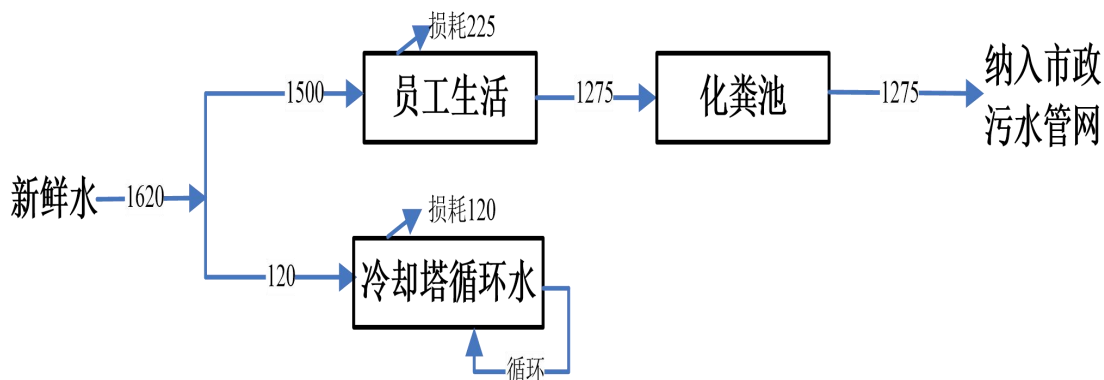 损耗225
1500
员工生活
1275
化粪池
1275
纳入市政
污水管网
新鲜水
1620
损耗120
120
冷却塔循环水
循环